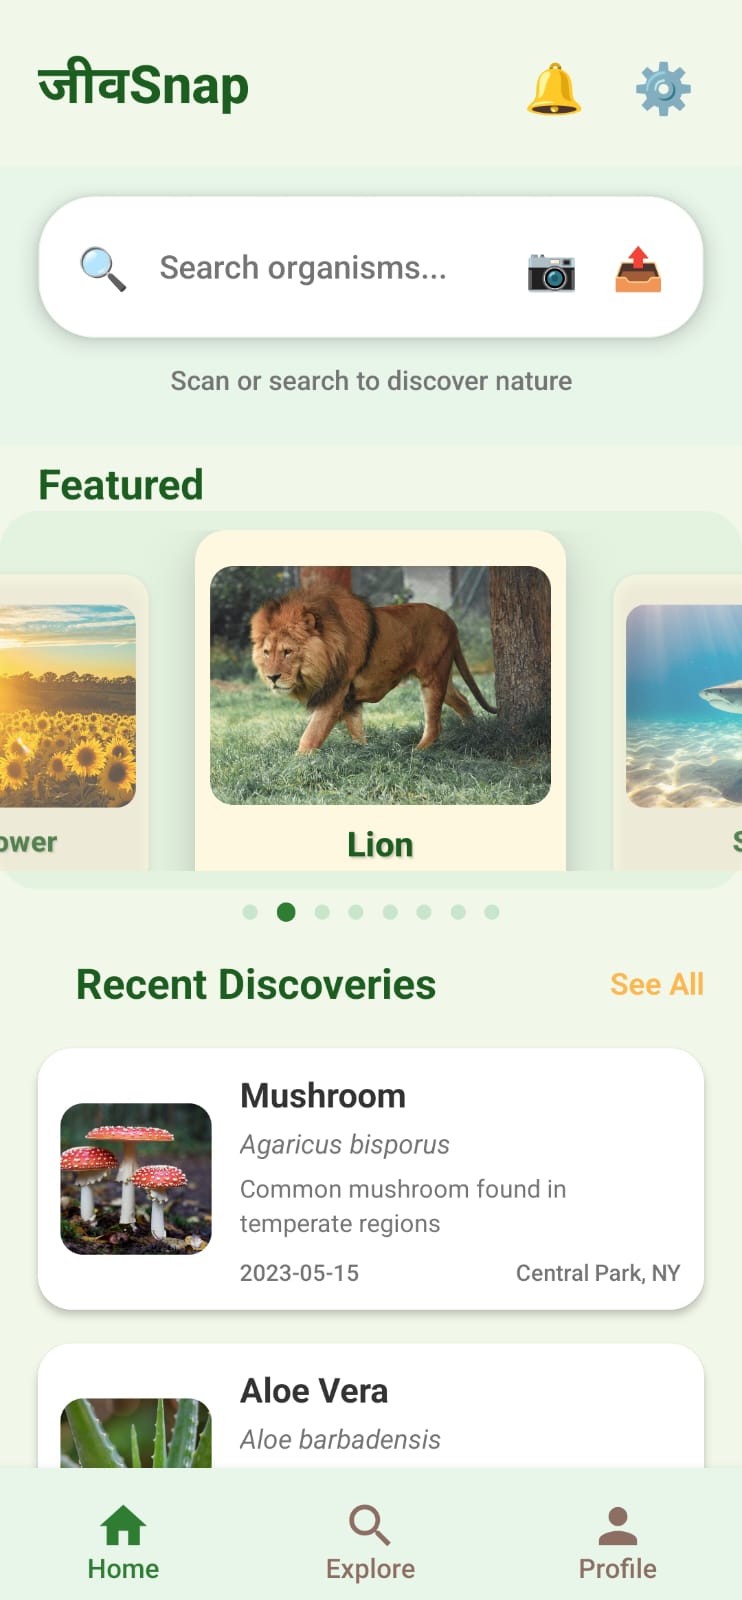 जीवSnap
Search organisms...
Scan or search to discover nature
Featured
ower
Lion
S
Recent Discoveries
See All
Mushroom
Agaricus bisporus
Common mushroom found in
temperate regions
2023-05-15
Central Park, NY
Aloe Vera
Aloe barbadensis
Home
Explore
Profile